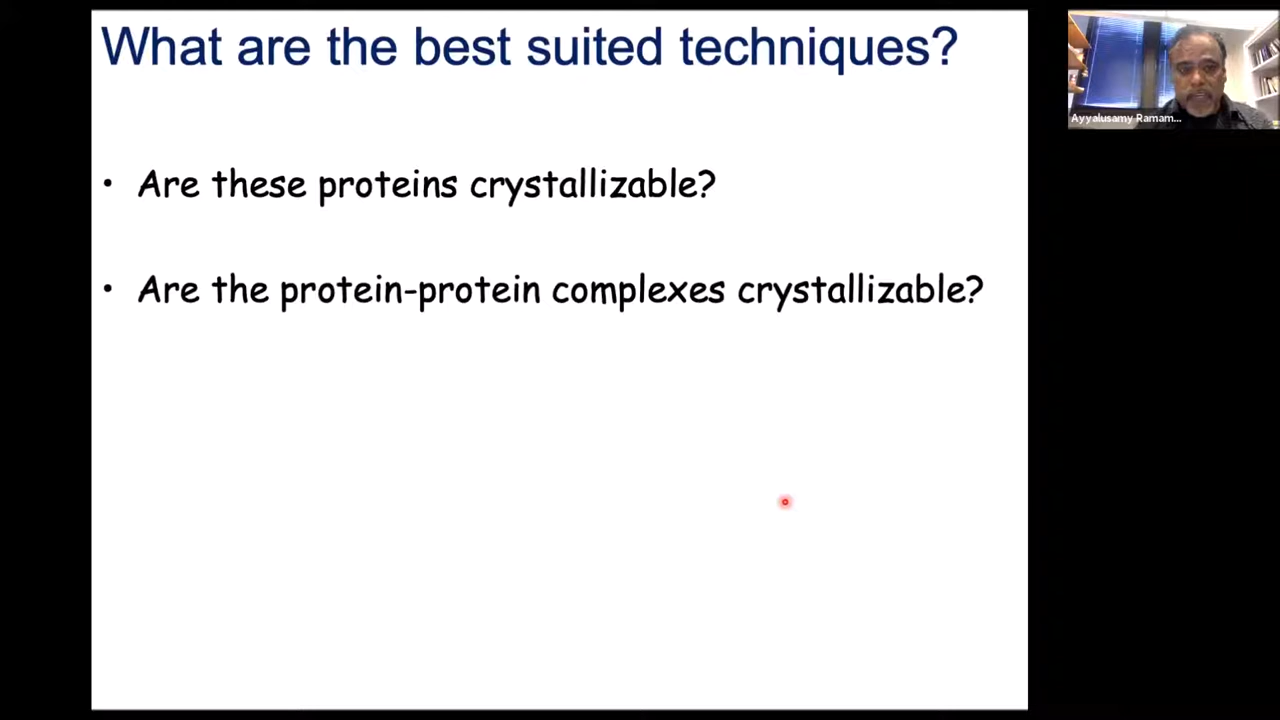 What are the best suited techniques?
• Are these proteins crystallizable?
• Are the protein-protein complexes crystallizable?
Ayyalusamy Ramam...